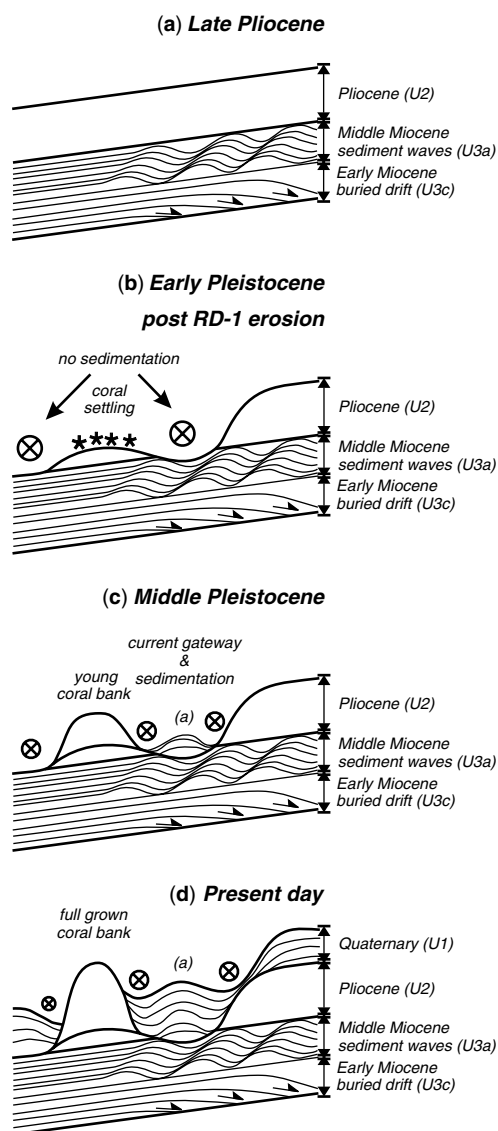 (a) Late Pliocene
Pliocene (U2)
Middle Miocene
sediment waves (U3a)
Early Miocene
buried drift (U3c)
(b) Early Pleistocene
post RD-1 erosion
no sedimentation
coral
settling
Pliocene (U2)
Middle Miocene
sediment waves (U3a)
Early Miocene
buried drift (U3c)
(c) Middle Pleistocene
current gateway
&
sedimentation
young
coral bank
(a)
Pliocene (U2)
Middle Miocene
sediment waves (U3a)
Early Miocene
buried drift (U3c)
(d) Present day
full grown
coral bank
(a)
Quaternary (U1)
Pliocene (U2)
Middle Miocene
sediment waves (U3a)
Early Miocene
buried drift (U3c)